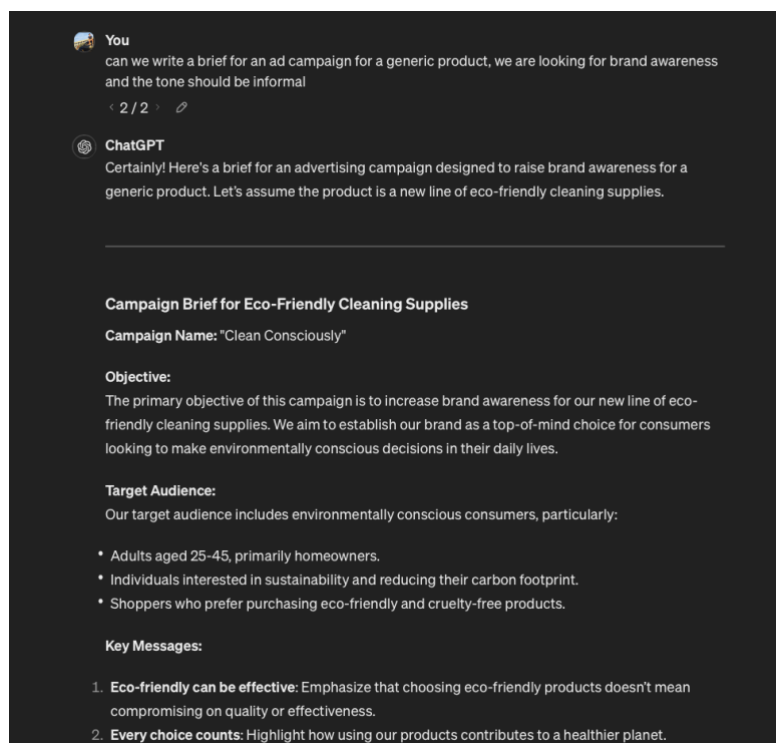 You
can we write a brief for an ad campaign for a generic product, we are looking for brand awareness
and the tone should be informal
2 / 2
ChatGPT
Certainly! Here's a brief for an advertising campaign designed to raise brand awareness for a
generic product. Let's assume the product is a new line of eco-friendly cleaning supplies.
Campaign Brief for Eco-Friendly Cleaning Supplies
Campaign Name: "Clean Consciously"
Objective:
The primary objective of this campaign is to increase brand awareness for our new line of eco-
friendly cleaning supplies. We aim to establish our brand as a top-of-mind choice for consumers
looking to make environmentally conscious decisions in their daily lives.
Target Audience:
Our target audience includes environmentally conscious consumers, particularly:
• Adults aged 25-45, primarily homeowners.
• Individuals interested in sustainability and reducing their carbon footprint.
• Shoppers who prefer purchasing eco-friendly and cruelty-free products.
Key Messages:
1. Eco-friendly can be effective: Emphasize that choosing eco-friendly products doesn't mean
compromising on quality or effectiveness.
2. Every choice counts: Highlight how using our products contributes to a healthier planet.